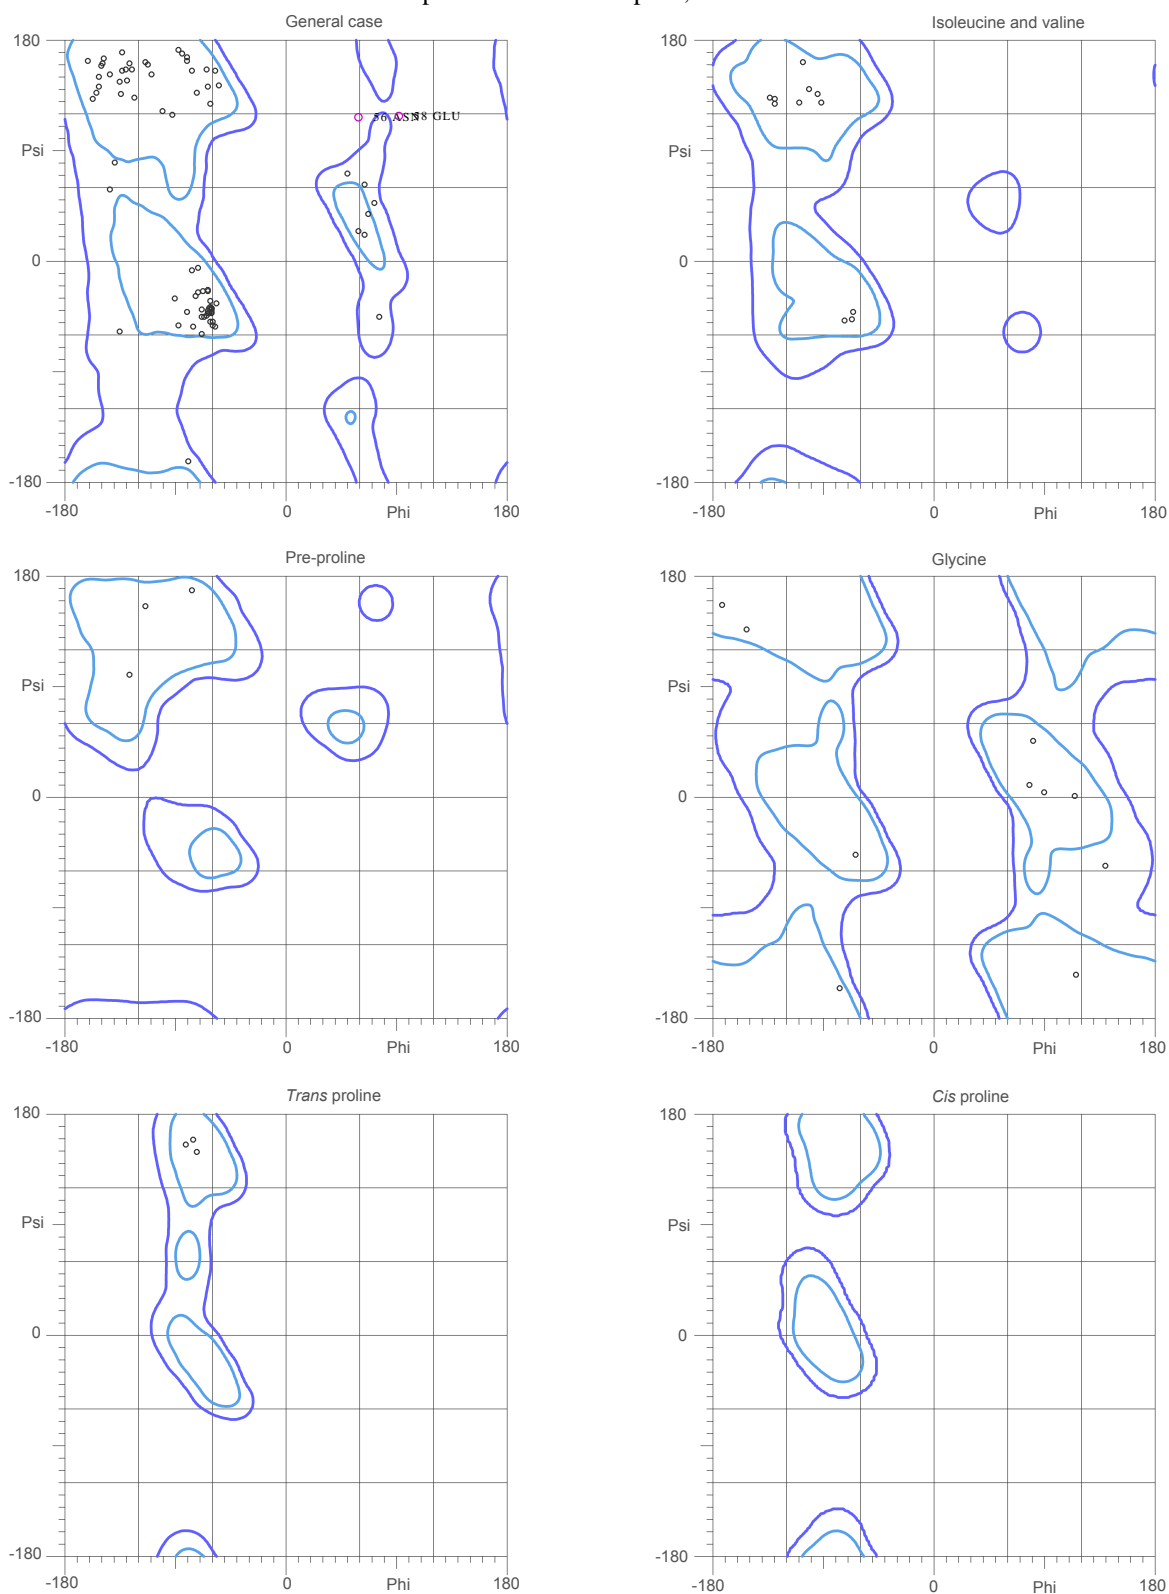 General case
Isoleucine and valine
180
180
56 ASN
58 GLU
Psi
Psi
0
0
-180
-180
-180
0
Phi
180
-180
0
Phi
180
Pre-proline
Glycine
180
180
Psi
Psi
0
0
-180
-180
-180
0
Phi
180
-180
0
Phi
180
Trans proline
Cis proline
180
180
Psi
Psi
0
0
-180
-180
-180
0
Phi
180
-180
0
Phi
180